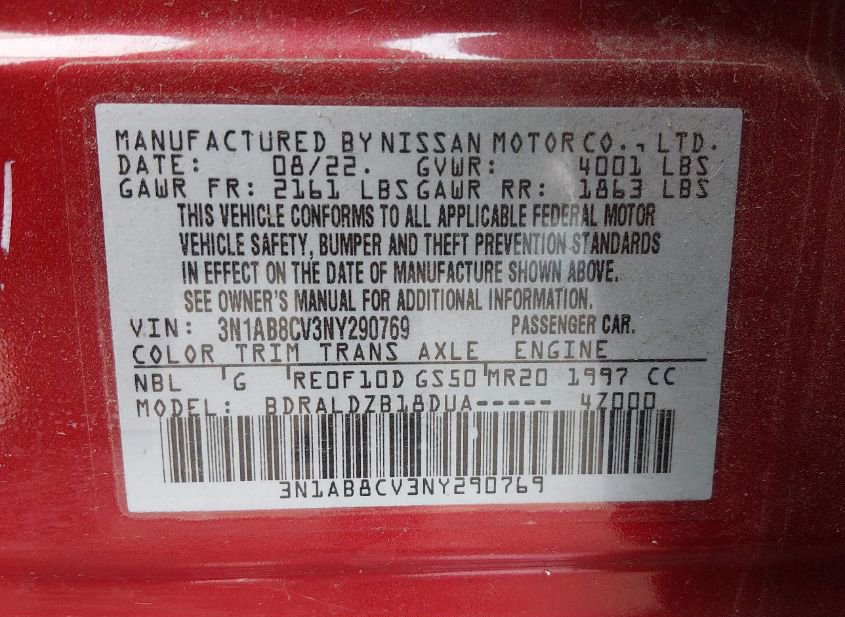 MANUFACTURED BY NISSAN MOTOR CO., LTD.
DATE: 08/22. GVWR: 4001 LBS
GAWR FR: 2161 LBS GAWR RR: 1863 LBS
THIS VEHICLE CONFORMS TO ALL APPLICABLE FEDERAL MOTOR
VEHICLE SAFETY, BUMPER AND THEFT PREVENTION STANDARDS
IN EFFECT ON THE DATE OF MANUFACTURE SHOWN ABOVE.
SEE OWNER'S MANUAL FOR ADDITIONAL INFORMATION.
VIN: 3N1AB8CV3NY290769 PASSENGER CAR.
COLOR TRIM TRANS AXLE ENGINE
NBL G RE0F10D GS50 MR20 1997 CC
MODEL: BDRALDZB18DUA----- 4Z000
3N1AB8CV3NY290769